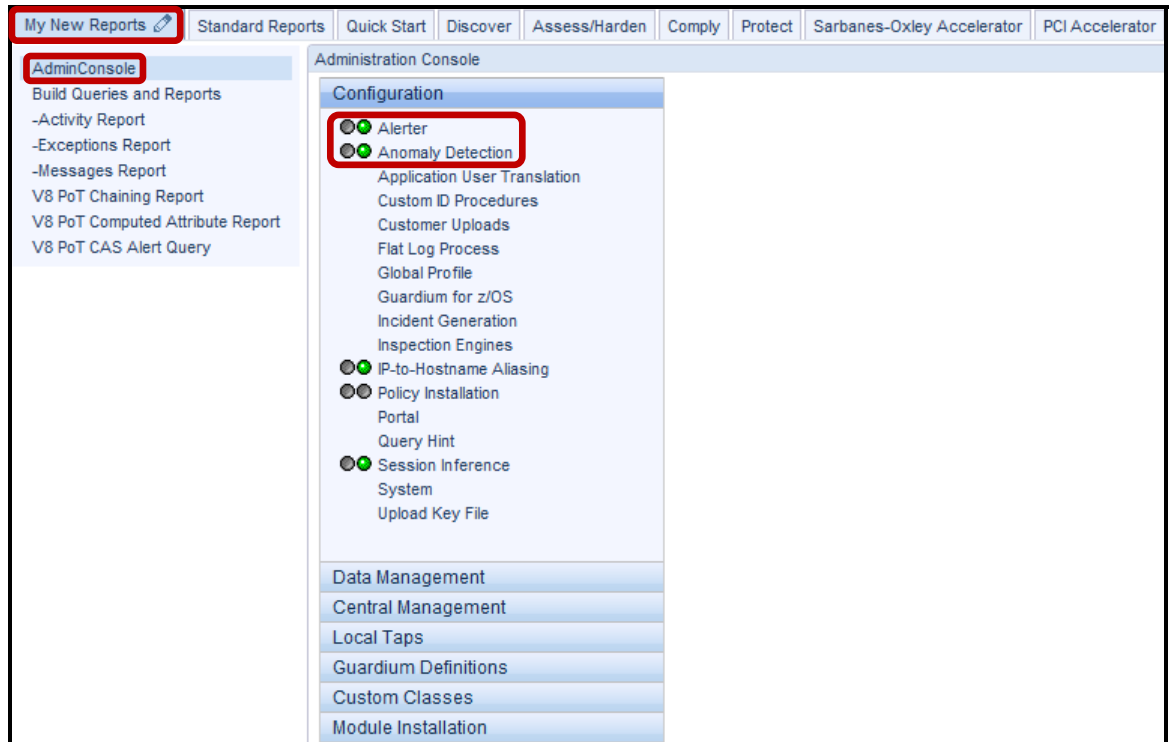 My New Reports Standard Reports Quick Start Discover Assess/Harden Comply Protect Sarbanes-Oxley Accelerator PCI Accelerator
AdminConsole
Build Queries and Reports
-Activity Report
-Exceptions Report
-Messages Report
V8 PoT Chaining Report
V8 PoT Computed Attribute Report
V8 PoT CAS Alert Query
Administration Console
Configuration
Alerter
Anomaly Detection
Application User Translation
Custom ID Procedures
Customer Uploads
Flat Log Process
Global Profile
Guardium for z/OS
Incident Generation
Inspection Engines
IP-to-Hostname Aliasing
Policy Installation
Portal
Query Hint
Session Inference
System
Upload Key File
Data Management
Central Management
Local Taps
Guardium Definitions
Custom Classes
Module Installation